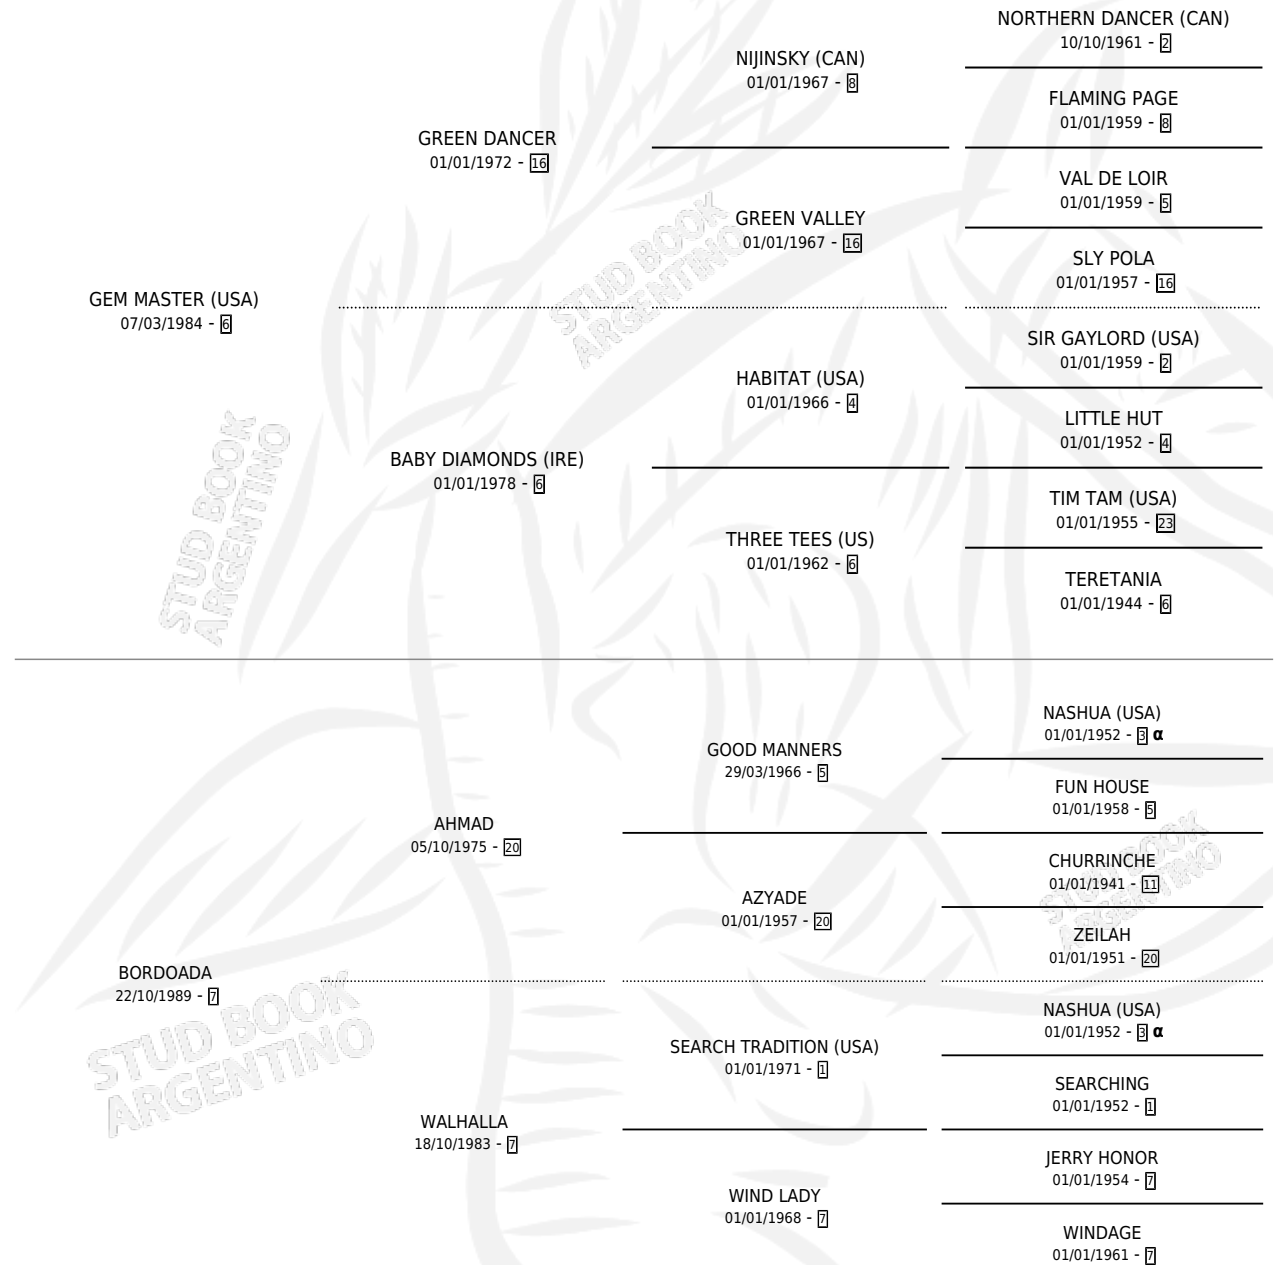 NORTHERN DANCER (CAN)
10/10/1961 - 2
NIJINSKY (CAN)
01/01/1967 - 8
FLAMING PAGE
01/01/1959 - 8
GREEN DANCER
01/01/1972 - 16
VAL DE LOIR
01/01/1959 - 5
GREEN VALLEY
01/01/1967 - 16
SLY POLA
01/01/1957 - 16
GEM MASTER (USA)
07/03/1984 - 6
SIR GAYLORD (USA)
01/01/1959 - 2
HABITAT (USA)
01/01/1966 - 4
LITTLE HUT
01/01/1952 - 4
BABY DIAMONDS (IRE)
01/01/1978 - 6
TIM TAM (USA)
01/01/1955 - 23
THREE TEES (US)
01/01/1962 - 6
TERETANIA
01/01/1944 - 6
NASHUA (USA)
01/01/1952 - 3 α
GOOD MANNERS
29/03/1966 - 5
FUN HOUSE
01/01/1958 - 5
AHMAD
05/10/1975 - 20
CHURRINCHE
01/01/1941 - 11
AZYADE
01/01/1957 - 20
ZEILAH
01/01/1951 - 20
BORDOADA
22/10/1989 - 7
NASHUA (USA)
01/01/1952 - 3 α
SEARCH TRADITION (USA)
01/01/1971 - 1
SEARCHING
01/01/1952 - 1
WALHALLA
18/10/1983 - 7
JERRY HONOR
01/01/1954 - 7
WIND LADY
01/01/1968 - 7
WINDAGE
01/01/1961 - 7
STUD BOOK
ARGENTINO
STUD BOOK
ARGENTINO
STUD BOOK
ARGENTINO
STUD BOOK
ARGENTINO